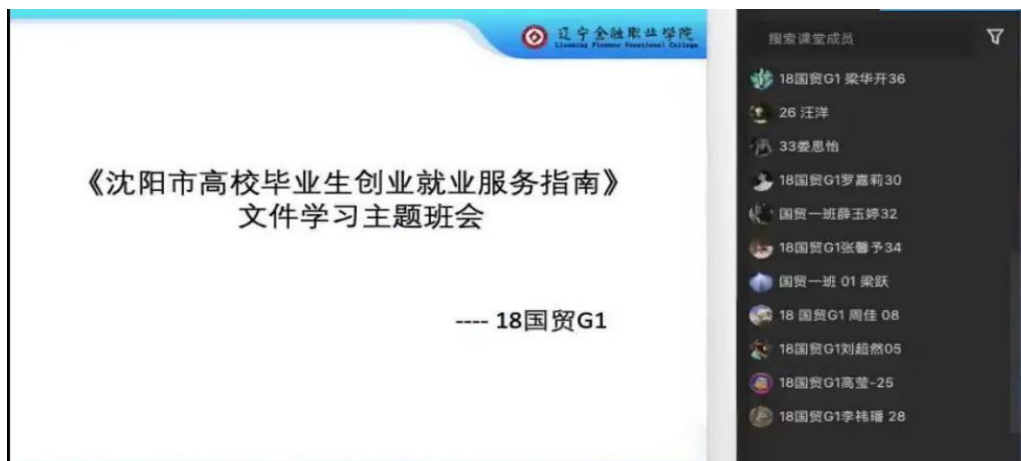 辽宁金融职业学院
Liaoning Finance Vocational College
《沈阳市高校毕业生创业就业服务指南》
文件学习主题班会
---- 18国贸G1
搜索课堂成员
18国贸G1 梁华开36
26 汪洋
33娄思怡
18国贸G1罗嘉莉30
国贸一班薛玉婷32
18国贸G1张馨予34
国贸一班 01 梁跃
18 国贸G1 周佳 08
18国贸G1刘超然05
18国贸G1高莹-25
18国贸G1李祎璠 28